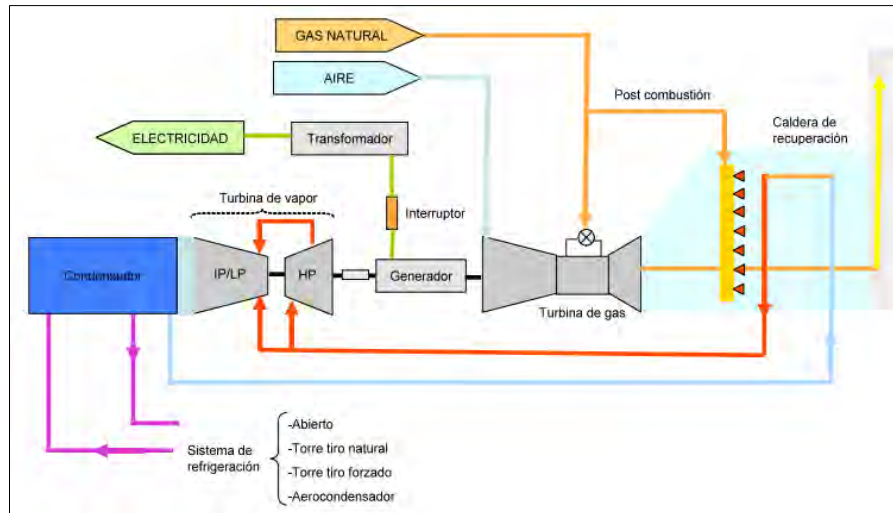 GAS NATURAL
AIRE
Post combustión
Caldera de
recuperación
ELECTRICIDAD
Transformador
Turbina de vapor
Interruptor
Condensador
IP/LP
HP
Generador
Turbina de gas
Sistema de
refrigeración
-Abierto
-Torre tiro natural
-Torre tiro forzado
-Aerocondensador